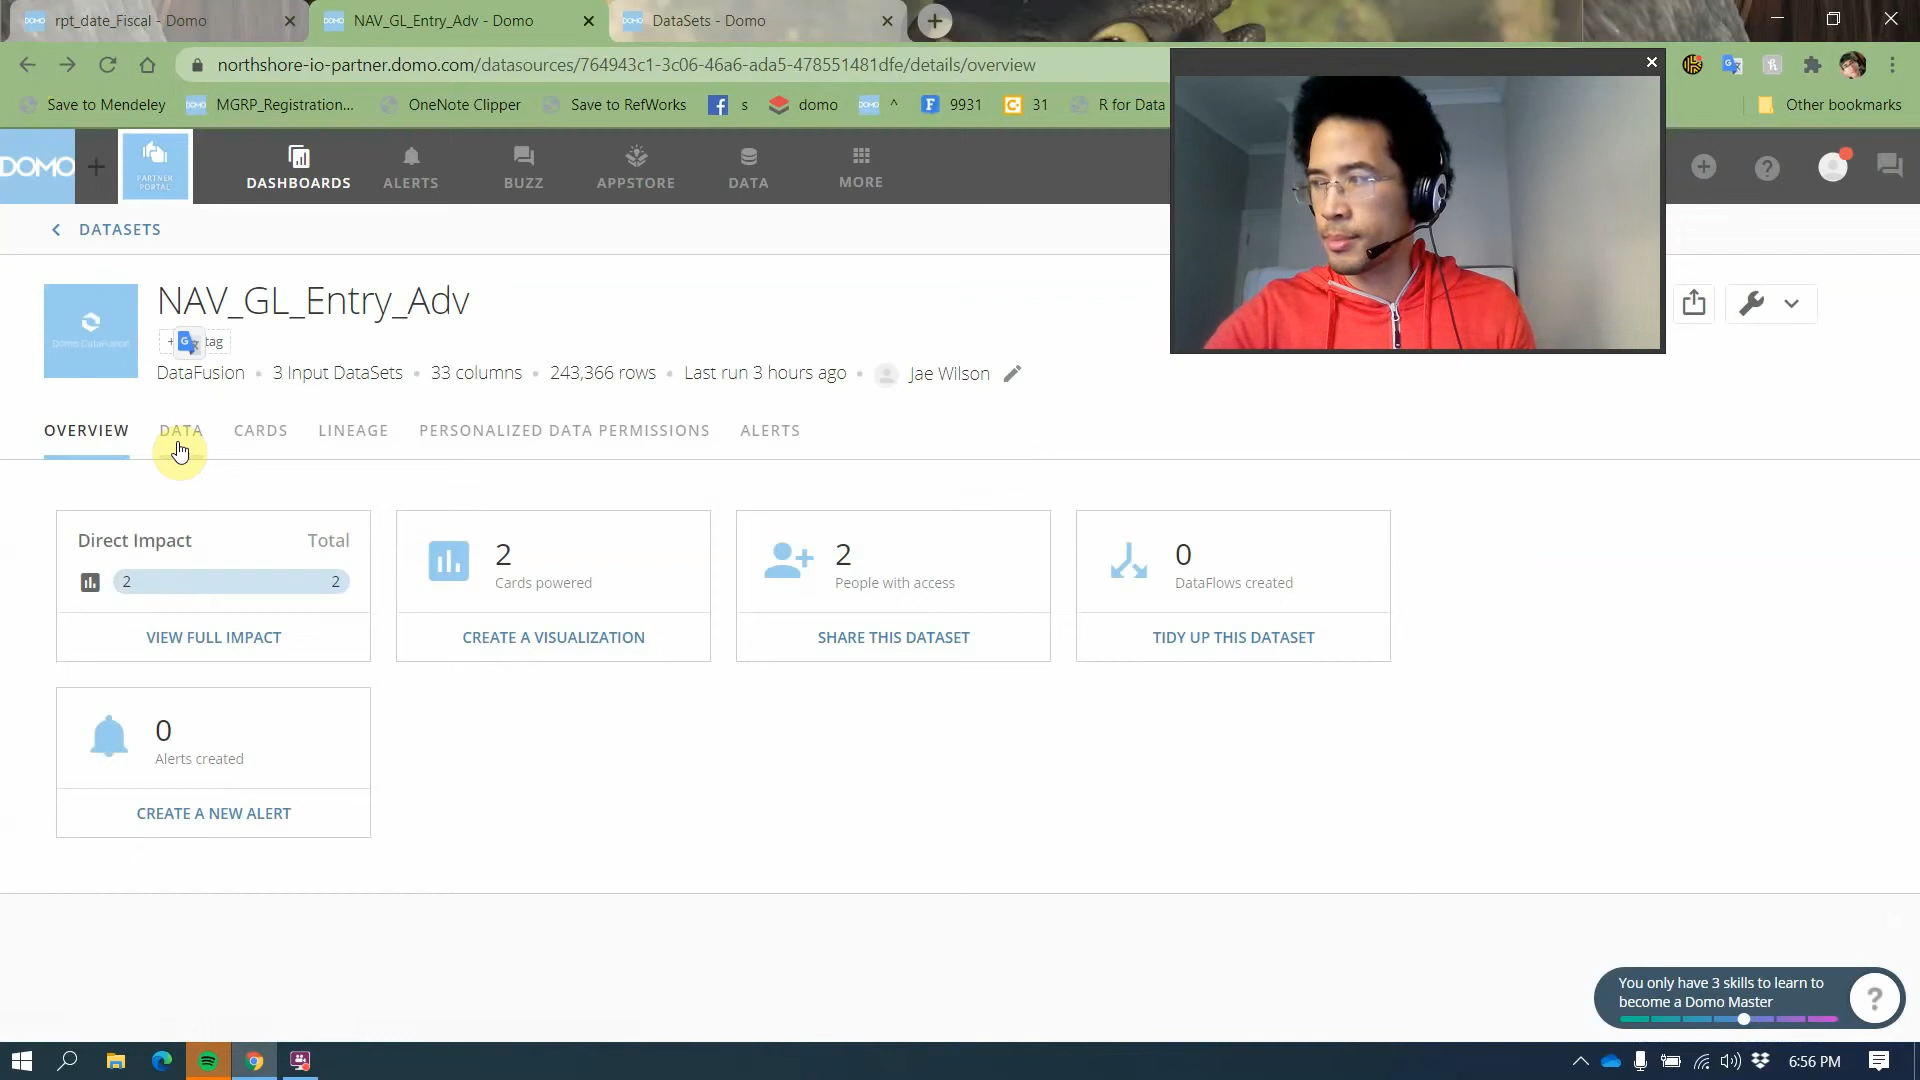 rpt_date_Fiscal - Domo
NAV_GL_Entry_Adv - Domo
DataSets - Domo
northshore-io-partner.domo.com/datasources/764943c1-3c06-46a6-ada5-478551481dfe/details/overview
Save to Mendeley
MGRP_Registration...
OneNote Clipper
Save to RefWorks
s
domo
^
9931
31
R for Data
Other bookmarks
DOMO
PARTNER
PORTAL
DASHBOARDS
ALERTS
BUZZ
APPSTORE
DATA
MORE
DATASETS
NAV_GL_Entry_Adv
Domo DataFusion
tag
DataFusion • 3 Input DataSets • 33 columns • 243,366 rows • Last run 3 hours ago • Jae Wilson
OVERVIEW
DATA
CARDS
LINEAGE
PERSONALIZED DATA PERMISSIONS
ALERTS
Direct Impact Total
2 2
VIEW FULL IMPACT
2
Cards powered
CREATE A VISUALIZATION
2
People with access
SHARE THIS DATASET
0
DataFlows created
TIDY UP THIS DATASET
0
Alerts created
CREATE A NEW ALERT
You only have 3 skills to learn to
become a Domo Master
?
6:56 PM